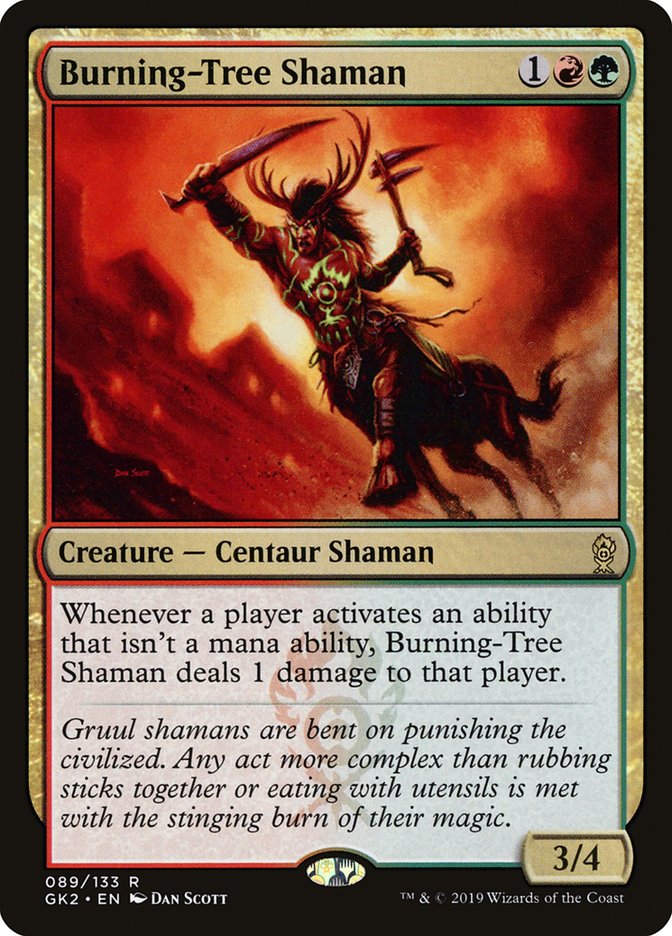 Burning-Tree Shaman 1
DAN SCOTT
Creature — Centaur Shaman
Whenever a player activates an ability
that isn't a mana ability, Burning-Tree
Shaman deals 1 damage to that player.
Gruul shamans are bent on punishing the
civilized. Any act more complex than rubbing
sticks together or eating with utensils is met
with the stinging burn of their magic.
3/4
089/133 R
GK2 • EN DAN SCOTT
™ & © 2019 Wizards of the Coast